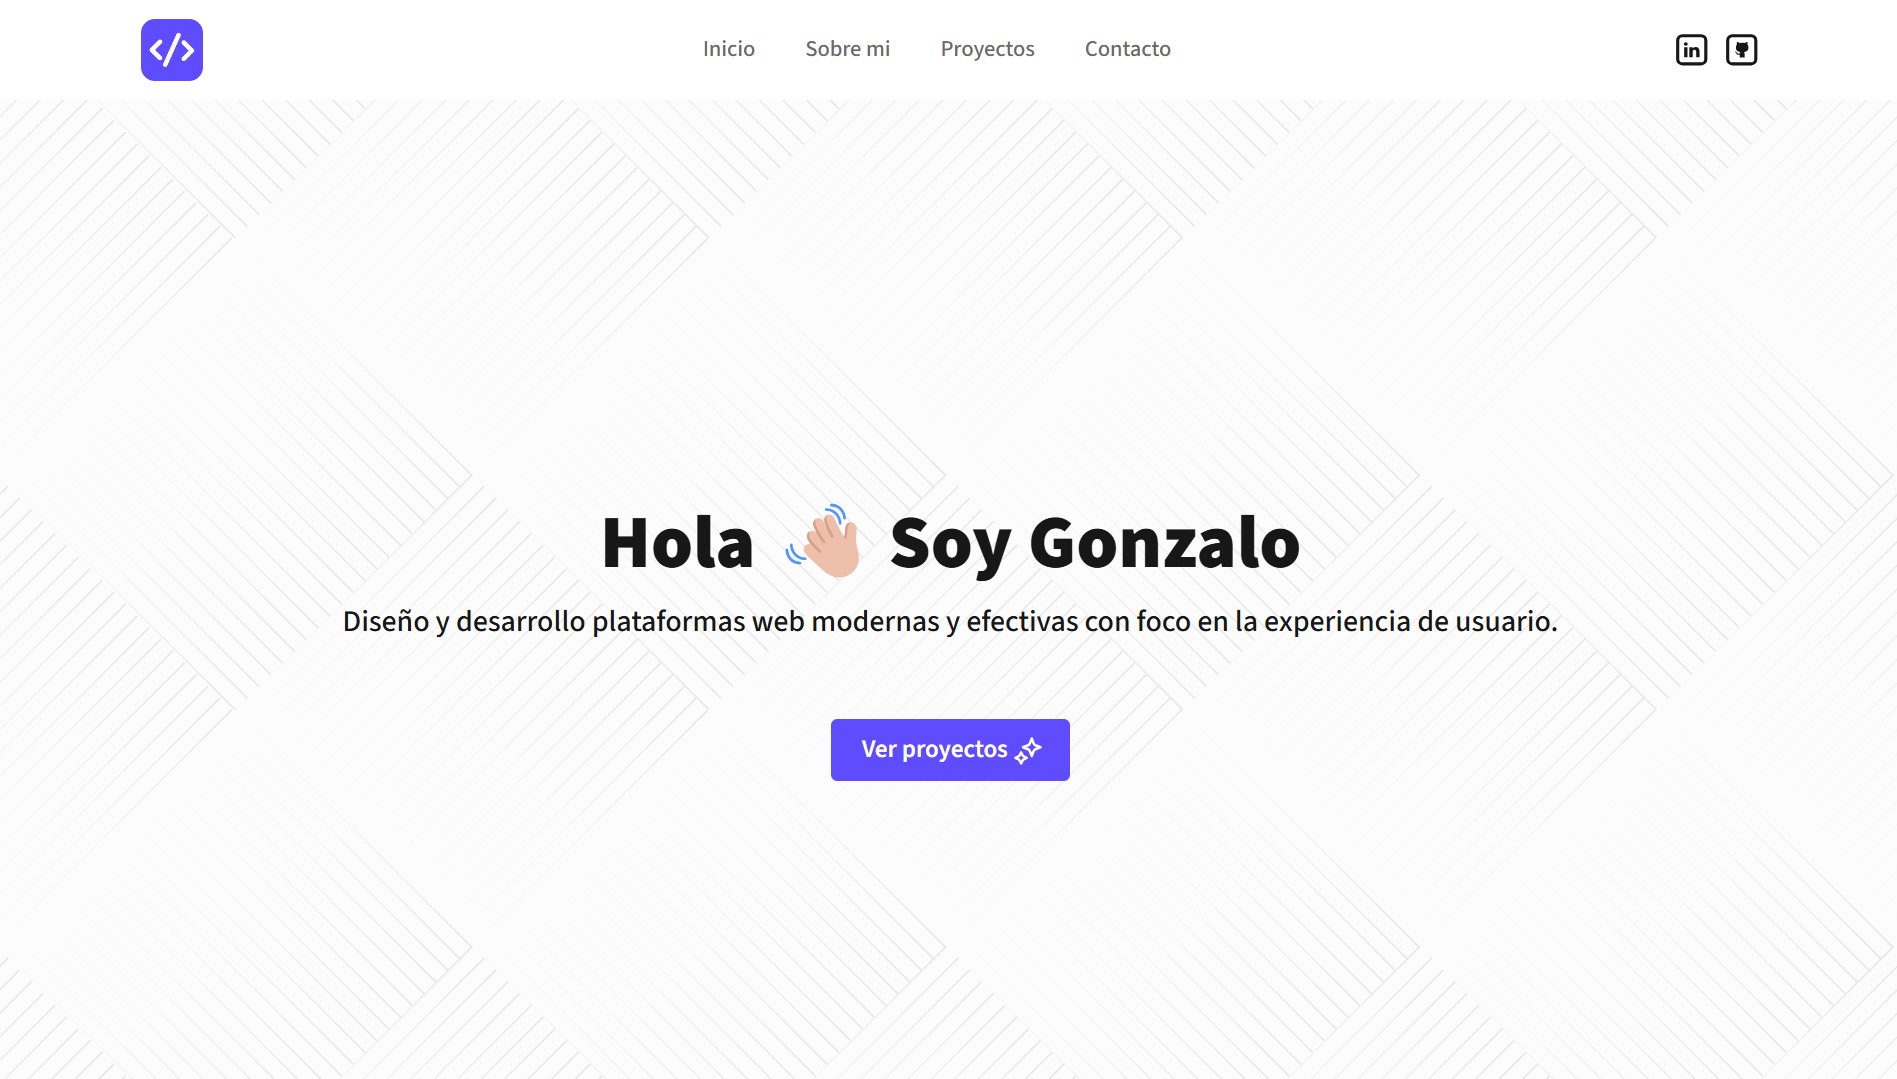 </>
Inicio Sobre mi Proyectos Contacto
in
Hola 👋🏼 Soy Gonzalo
Diseño y desarrollo plataformas web modernas y efectivas con foco en la experiencia de usuario.
Ver proyectos